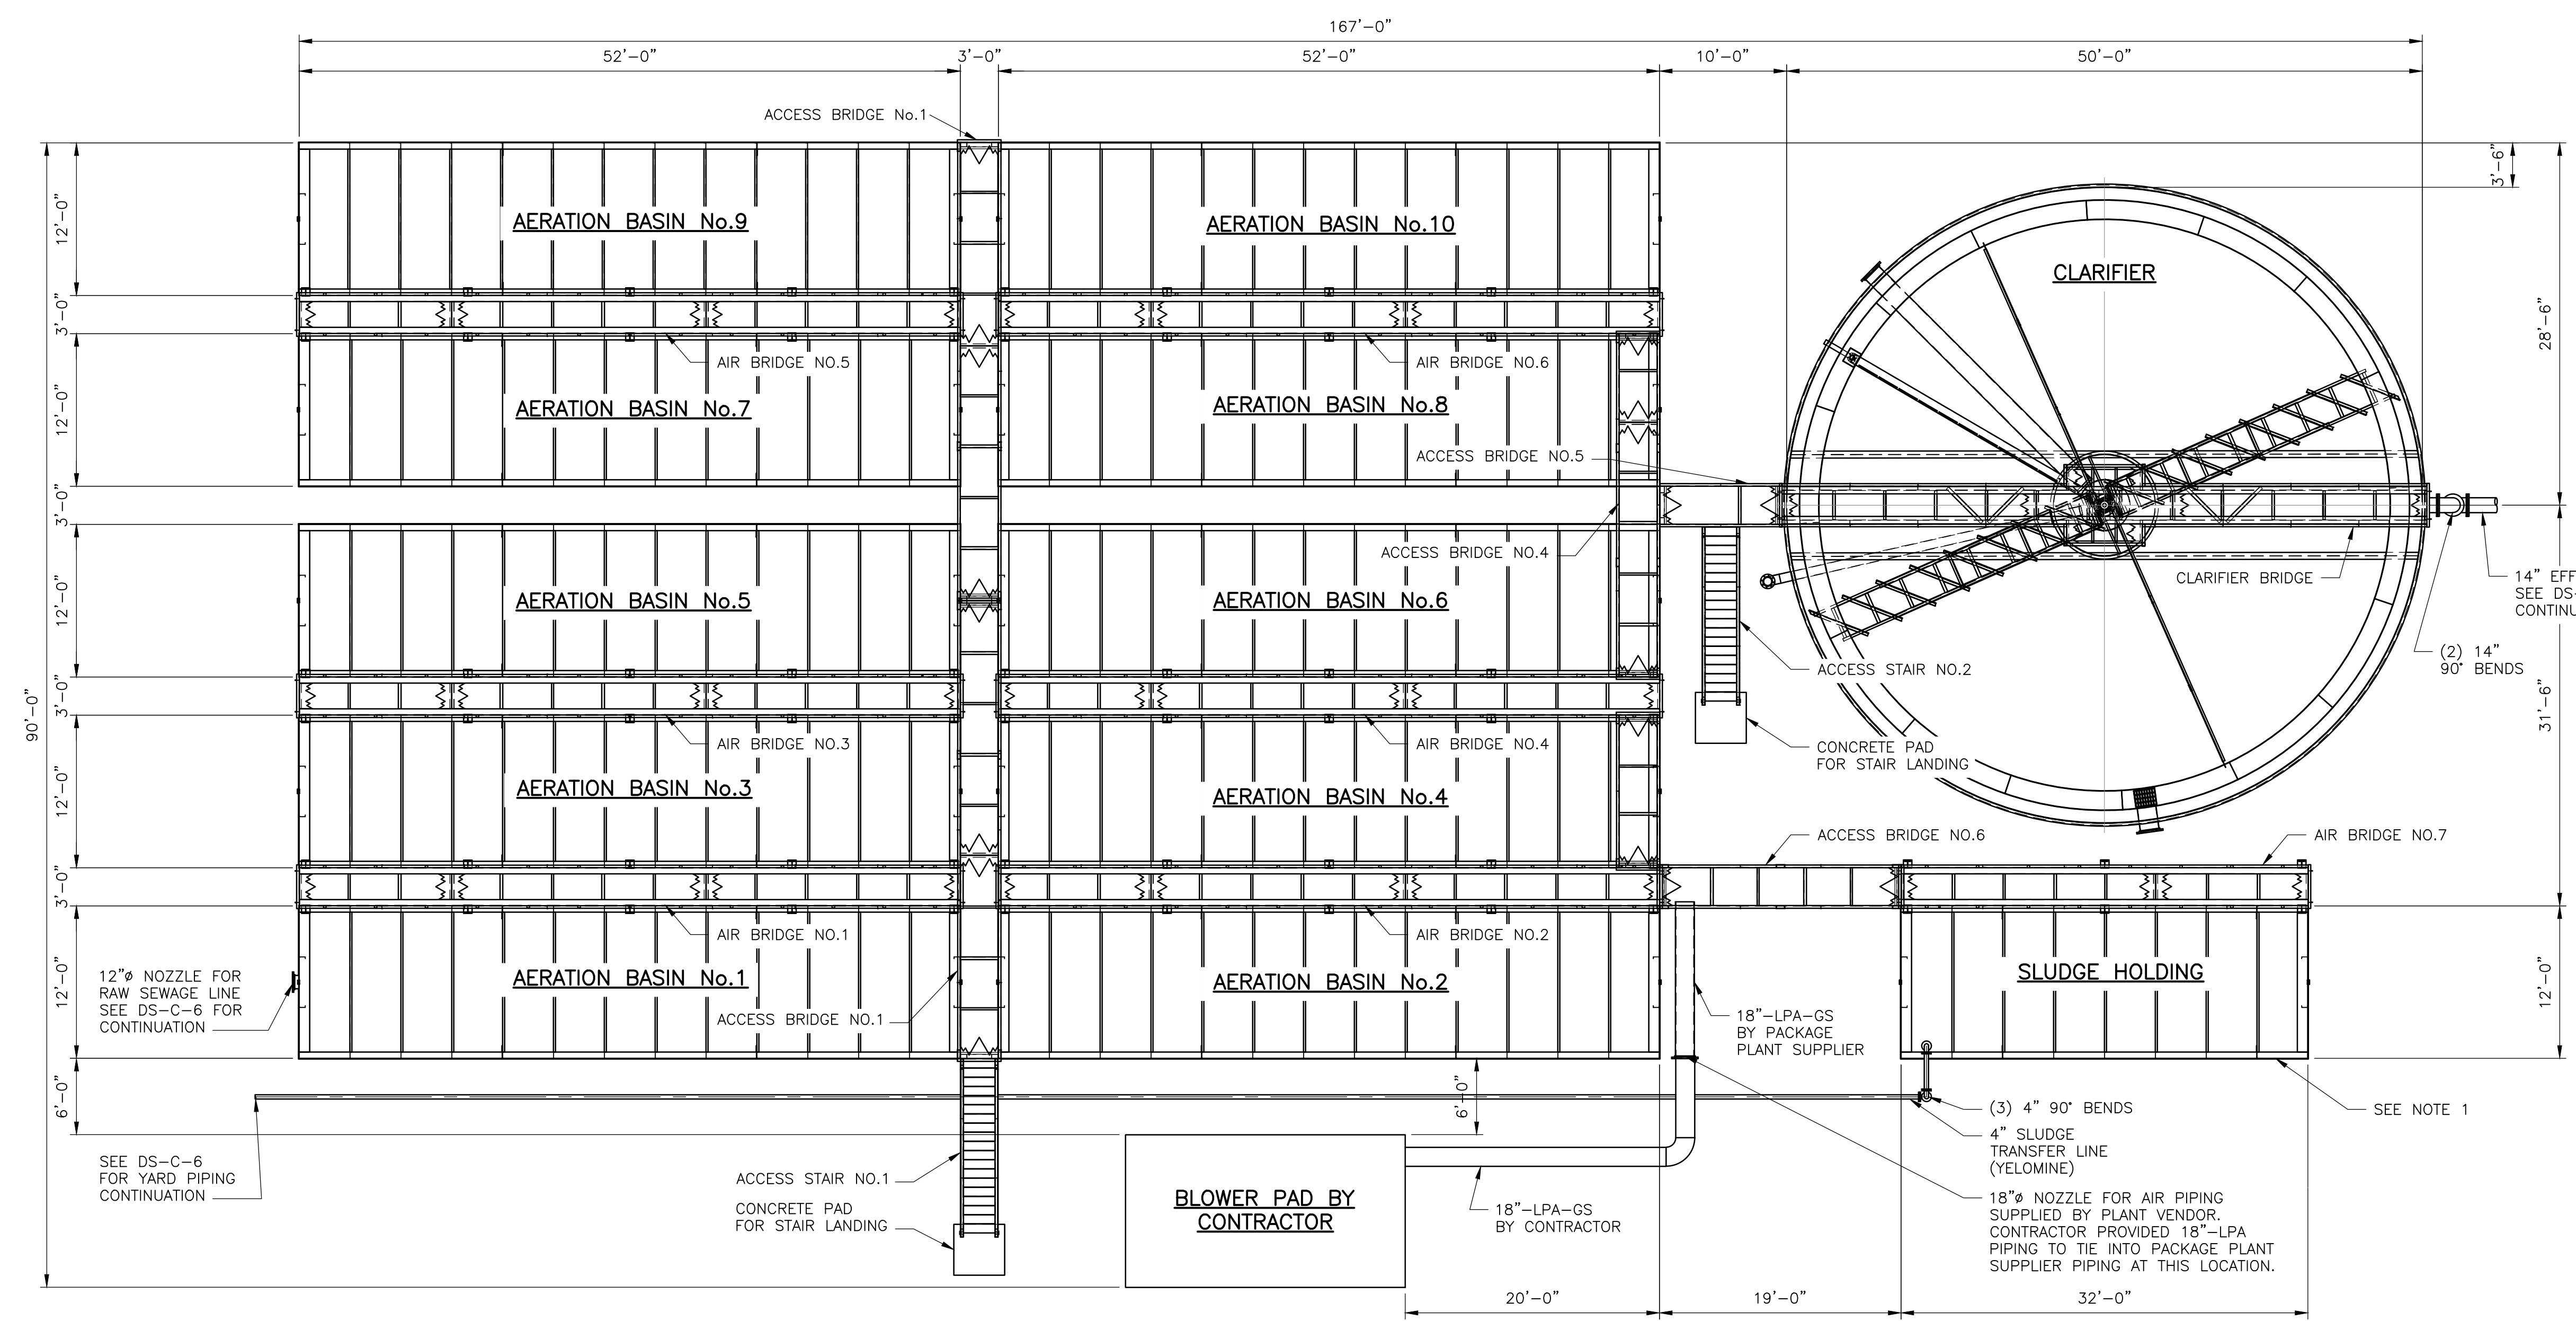 167'-0"
52'-0"
3'-0"
52'-0"
10'-0"
50'-0"
ACCESS BRIDGE No.1
3'-6"
12'-0"
AERATION BASIN No.9
AERATION BASIN No.10
CLARIFIER
3'-0"
28'-6"
AIR BRIDGE NO.5
AIR BRIDGE NO.6
12'-0"
AERATION BASIN No.7
AERATION BASIN No.8
ACCESS BRIDGE NO.5
3'-0"
ACCESS BRIDGE NO.4
CLARIFIER BRIDGE
14" EFF
SEE DS-
CONTINU
12'-0"
AERATION BASIN No.5
AERATION BASIN No.6
(2) 14"
90° BENDS
ACCESS STAIR NO.2
3'-0"
90'-0"
31'-6"
AIR BRIDGE NO.3
AIR BRIDGE NO.4
CONCRETE PAD
FOR STAIR LANDING
12'-0"
AERATION BASIN No.3
AERATION BASIN No.4
ACCESS BRIDGE NO.6
AIR BRIDGE NO.7
3'-0"
AIR BRIDGE NO.1
AIR BRIDGE NO.2
12"ø NOZZLE FOR
RAW SEWAGE LINE
SEE DS-C-6 FOR
CONTINUATION
12'-0"
AERATION BASIN No.1
AERATION BASIN No.2
SLUDGE HOLDING
12'-0"
ACCESS BRIDGE NO.1
18"-LPA-GS
BY PACKAGE
PLANT SUPPLIER
6'-0"
6'-0"
(3) 4" 90° BENDS
SEE NOTE 1
4" SLUDGE
TRANSFER LINE
(YELOMINE)
SEE DS-C-6
FOR YARD PIPING
CONTINUATION
ACCESS STAIR NO.1
CONCRETE PAD
FOR STAIR LANDING
BLOWER PAD BY
CONTRACTOR
18"-LPA-GS
BY CONTRACTOR
18"ø NOZZLE FOR AIR PIPING
SUPPLIED BY PLANT VENDOR.
CONTRACTOR PROVIDED 18"-LPA
PIPING TO TIE INTO PACKAGE PLANT
SUPPLIER PIPING AT THIS LOCATION.
20'-0"
19'-0"
32'-0"